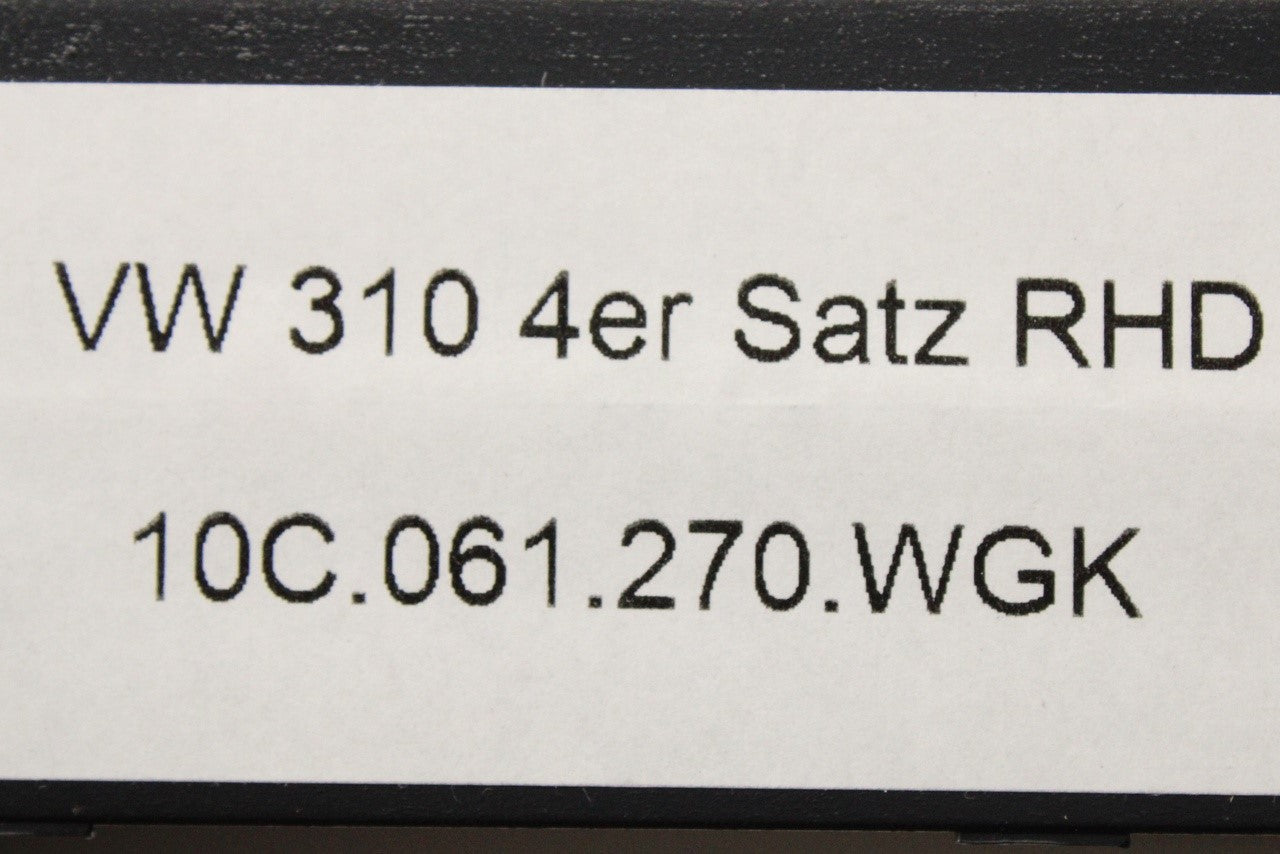 VW 310 4er Satz RHD
10C.061.270.WGK